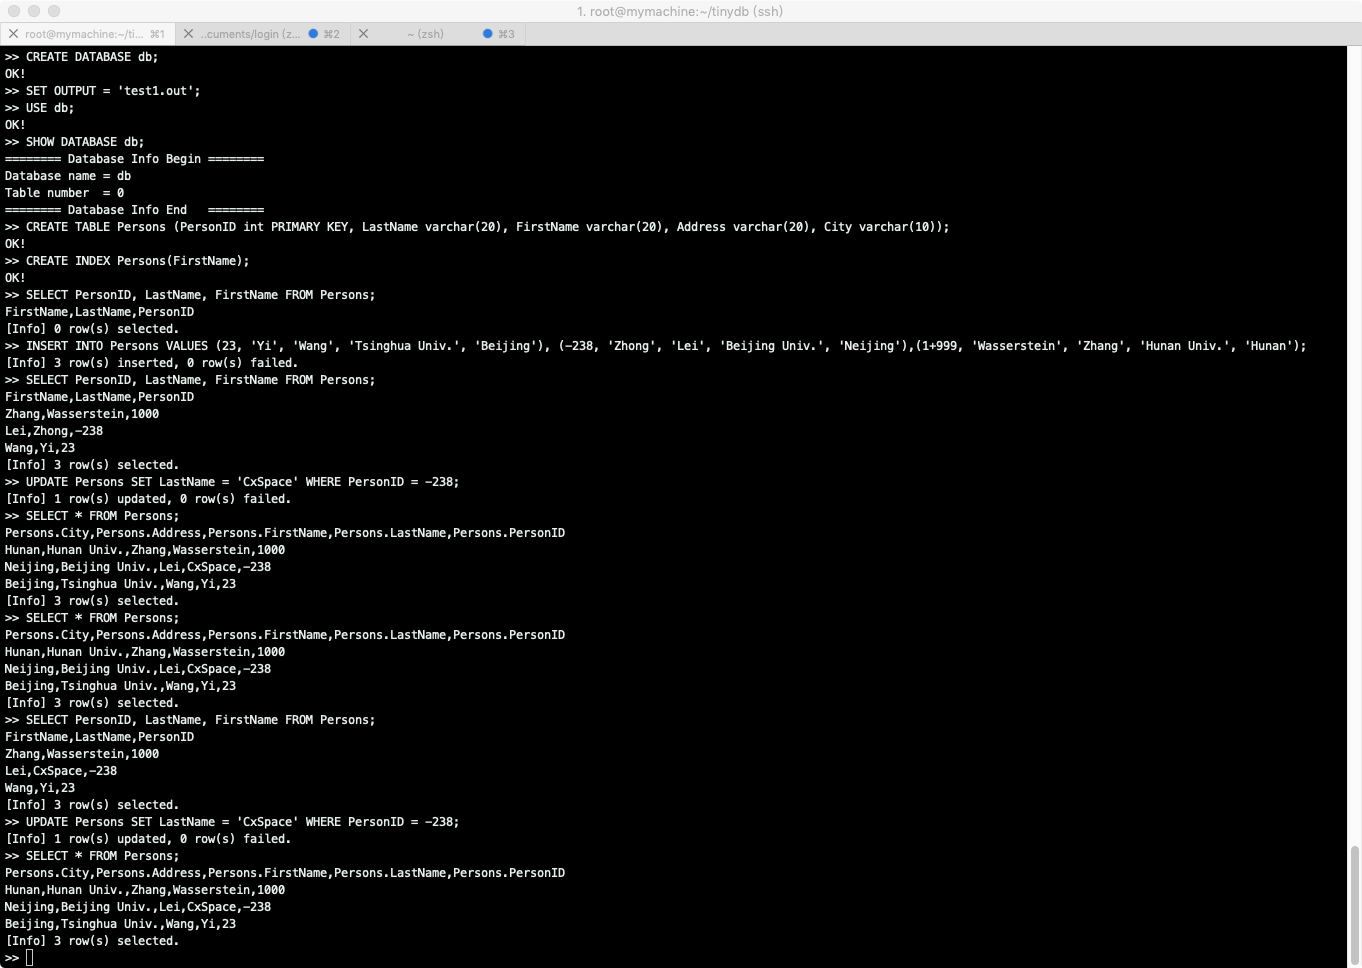 1. root@mymachine:~/tinydb (ssh)
root@mymachine:~/ti... ⌘1 ..cuments/login (z... ⌘2 ~ (zsh) ⌘3
>> CREATE DATABASE db;
OK!
>> SET OUTPUT = 'test1.out';
>> USE db;
OK!
>> SHOW DATABASE db;
======== Database Info Begin ========
Database name = db
Table number  = 0
======== Database Info End   ========
>> CREATE TABLE Persons (PersonID int PRIMARY KEY, LastName varchar(20), FirstName varchar(20), Address varchar(20), City varchar(10));
OK!
>> CREATE INDEX Persons(FirstName);
OK!
>> SELECT PersonID, LastName, FirstName FROM Persons;
FirstName,LastName,PersonID
[Info] 0 row(s) selected.
>> INSERT INTO Persons VALUES (23, 'Yi', 'Wang', 'Tsinghua Univ.', 'Beijing'), (-238, 'Zhong', 'Lei', 'Beijing Univ.', 'Neijing'),(1+999, 'Wasserstein', 'Zhang', 'Hunan Univ.', 'Hunan');
[Info] 3 row(s) inserted, 0 row(s) failed.
>> SELECT PersonID, LastName, FirstName FROM Persons;
FirstName,LastName,PersonID
Zhang,Wasserstein,1000
Lei,Zhong,-238
Wang,Yi,23
[Info] 3 row(s) selected.
>> UPDATE Persons SET LastName = 'CxSpace' WHERE PersonID = -238;
[Info] 1 row(s) updated, 0 row(s) failed.
>> SELECT * FROM Persons;
Persons.City,Persons.Address,Persons.FirstName,Persons.LastName,Persons.PersonID
Hunan,Hunan Univ.,Zhang,Wasserstein,1000
Neijing,Beijing Univ.,Lei,CxSpace,-238
Beijing,Tsinghua Univ.,Wang,Yi,23
[Info] 3 row(s) selected.
>> SELECT * FROM Persons;
Persons.City,Persons.Address,Persons.FirstName,Persons.LastName,Persons.PersonID
Hunan,Hunan Univ.,Zhang,Wasserstein,1000
Neijing,Beijing Univ.,Lei,CxSpace,-238
Beijing,Tsinghua Univ.,Wang,Yi,23
[Info] 3 row(s) selected.
>> SELECT PersonID, LastName, FirstName FROM Persons;
FirstName,LastName,PersonID
Zhang,Wasserstein,1000
Lei,CxSpace,-238
Wang,Yi,23
[Info] 3 row(s) selected.
>> UPDATE Persons SET LastName = 'CxSpace' WHERE PersonID = -238;
[Info] 1 row(s) updated, 0 row(s) failed.
>> SELECT * FROM Persons;
Persons.City,Persons.Address,Persons.FirstName,Persons.LastName,Persons.PersonID
Hunan,Hunan Univ.,Zhang,Wasserstein,1000
Neijing,Beijing Univ.,Lei,CxSpace,-238
Beijing,Tsinghua Univ.,Wang,Yi,23
[Info] 3 row(s) selected.
>>